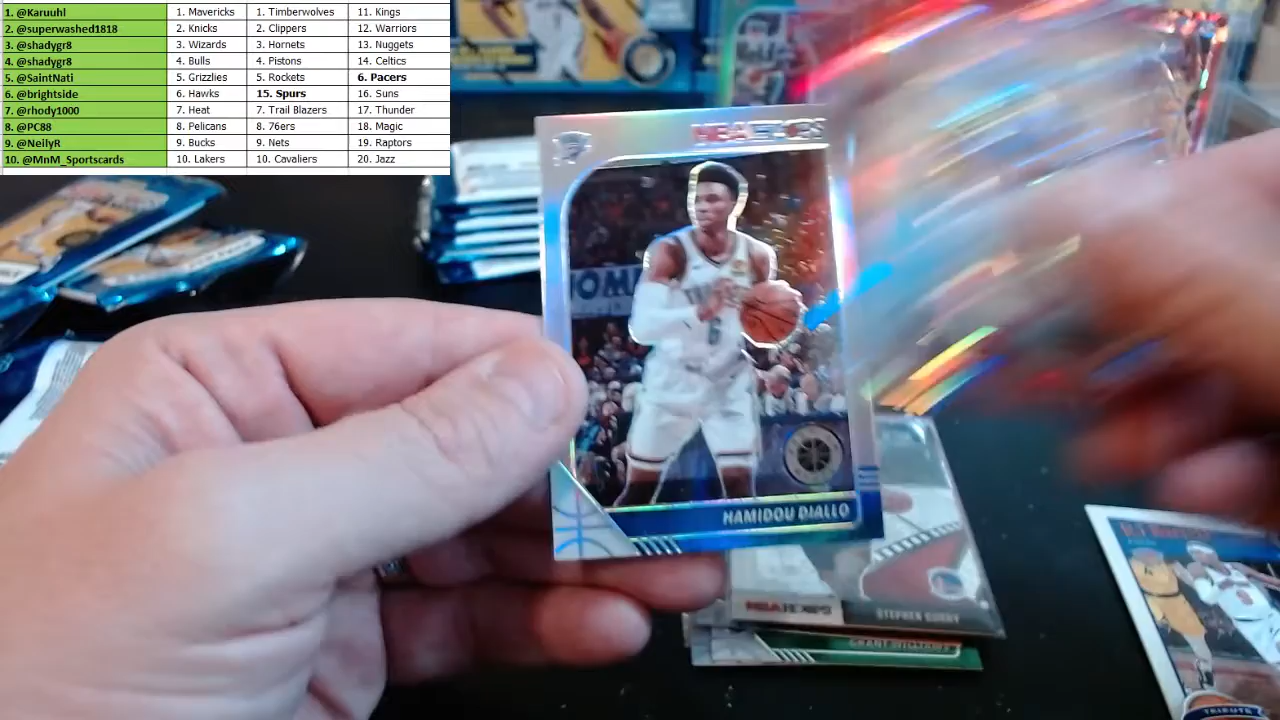 1. @Karuuhl 1. Mavericks 1. Timberwolves 11. Kings
2. @superwashed1818 2. Knicks 2. Clippers 12. Warriors
3. @shadygr8 3. Wizards 3. Hornets 13. Nuggets
4. @shadygr8 4. Bulls 4. Pistons 14. Celtics
5. @SaintNati 5. Grizzlies 5. Rockets 6. Pacers
6. @brightside 6. Hawks 15. Spurs 16. Suns
7. @rhody1000 7. Heat 7. Trail Blazers 17. Thunder
8. @PC88 8. Pelicans 8. 76ers 18. Magic
9. @NeilyR 9. Bucks 9. Nets 19. Raptors
10. @MnM_Sportscards 10. Lakers 10. Cavaliers 20. Jazz
NBA HOOPS
6
HAMIDOU DIALLO
STEPHEN CURRY
GRANT WILLIAMS
TRIBUTE